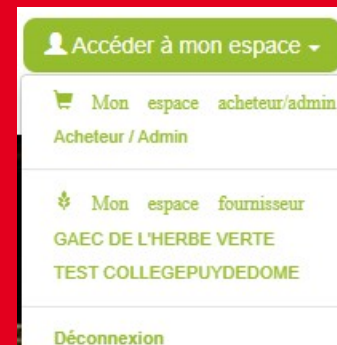 Accéder à mon espace
Mon espace acheteur/admin
Acheteur / Admin
Mon espace fournisseur
GAEC DE L'HERBE VERTE
TEST COLLEGEPUYDEDOME
Déconnexion